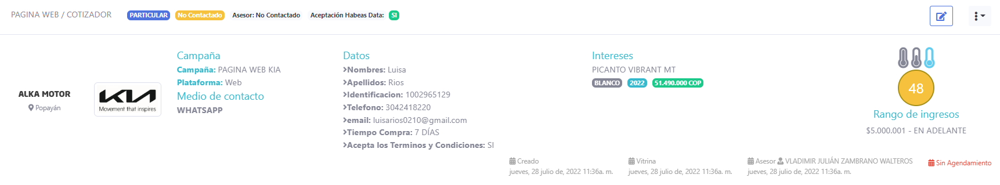 PAGINA WEB / COTIZADOR PARTICULAR No Contactado Asesor: No Contactado Aceptación Habeas Data: SI
ALKA MOTOR
Popayán
KIA
Movement that inspires
Campaña
Campaña: PAGINA WEB KIA
Plataforma: Web
Medio de contacto
WHATSAPP
Datos
Nombres: Luisa
Apellidos: Rios
Identificacion: 1002965129
Telefono: 3042418220
email: luisarios0210@gmail.com
Tiempo Compra: 7 DÍAS
Acepta los Terminos y Condiciones: SI
Intereses
PICANTO VIBRANT MT
BLANCO 2022 51.490.000 COP
48
Rango de ingresos
$5.000.001 - EN ADELANTE
Creado
jueves, 28 julio de, 2022 11:36a. m.
Vitrina
jueves, 28 julio de, 2022 11:36a. m.
Asesor VLADIMIR JULIÁN ZAMBRANO WALTEROS
jueves, 28 julio de, 2022 11:36a. m.
Sin Agendamiento